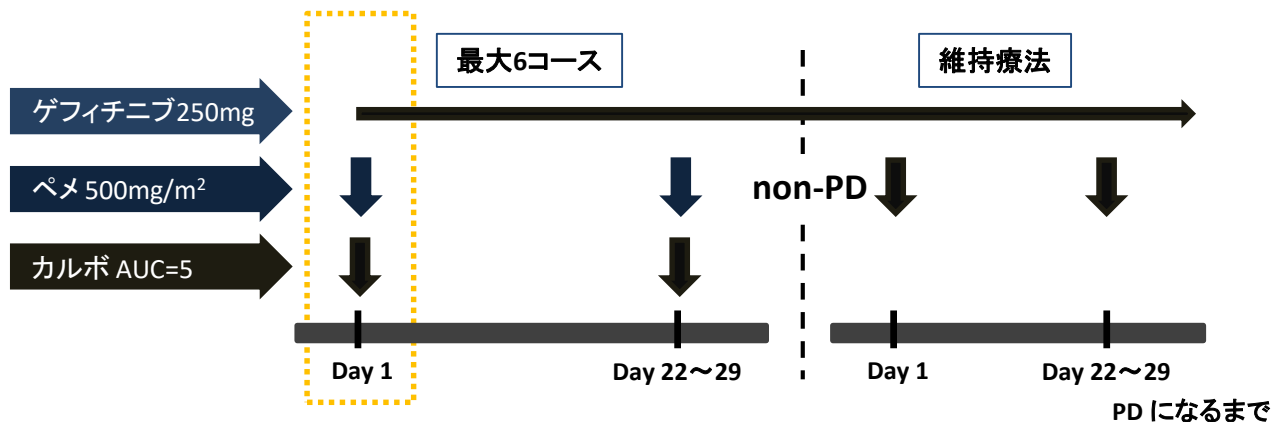 最大6コース
維持療法
ゲフィチニブ250mg
ペメ 500mg/m²
non-PD
カルボ AUC=5
Day 1
Day 22～29
Day 1
Day 22～29
PD になるまで